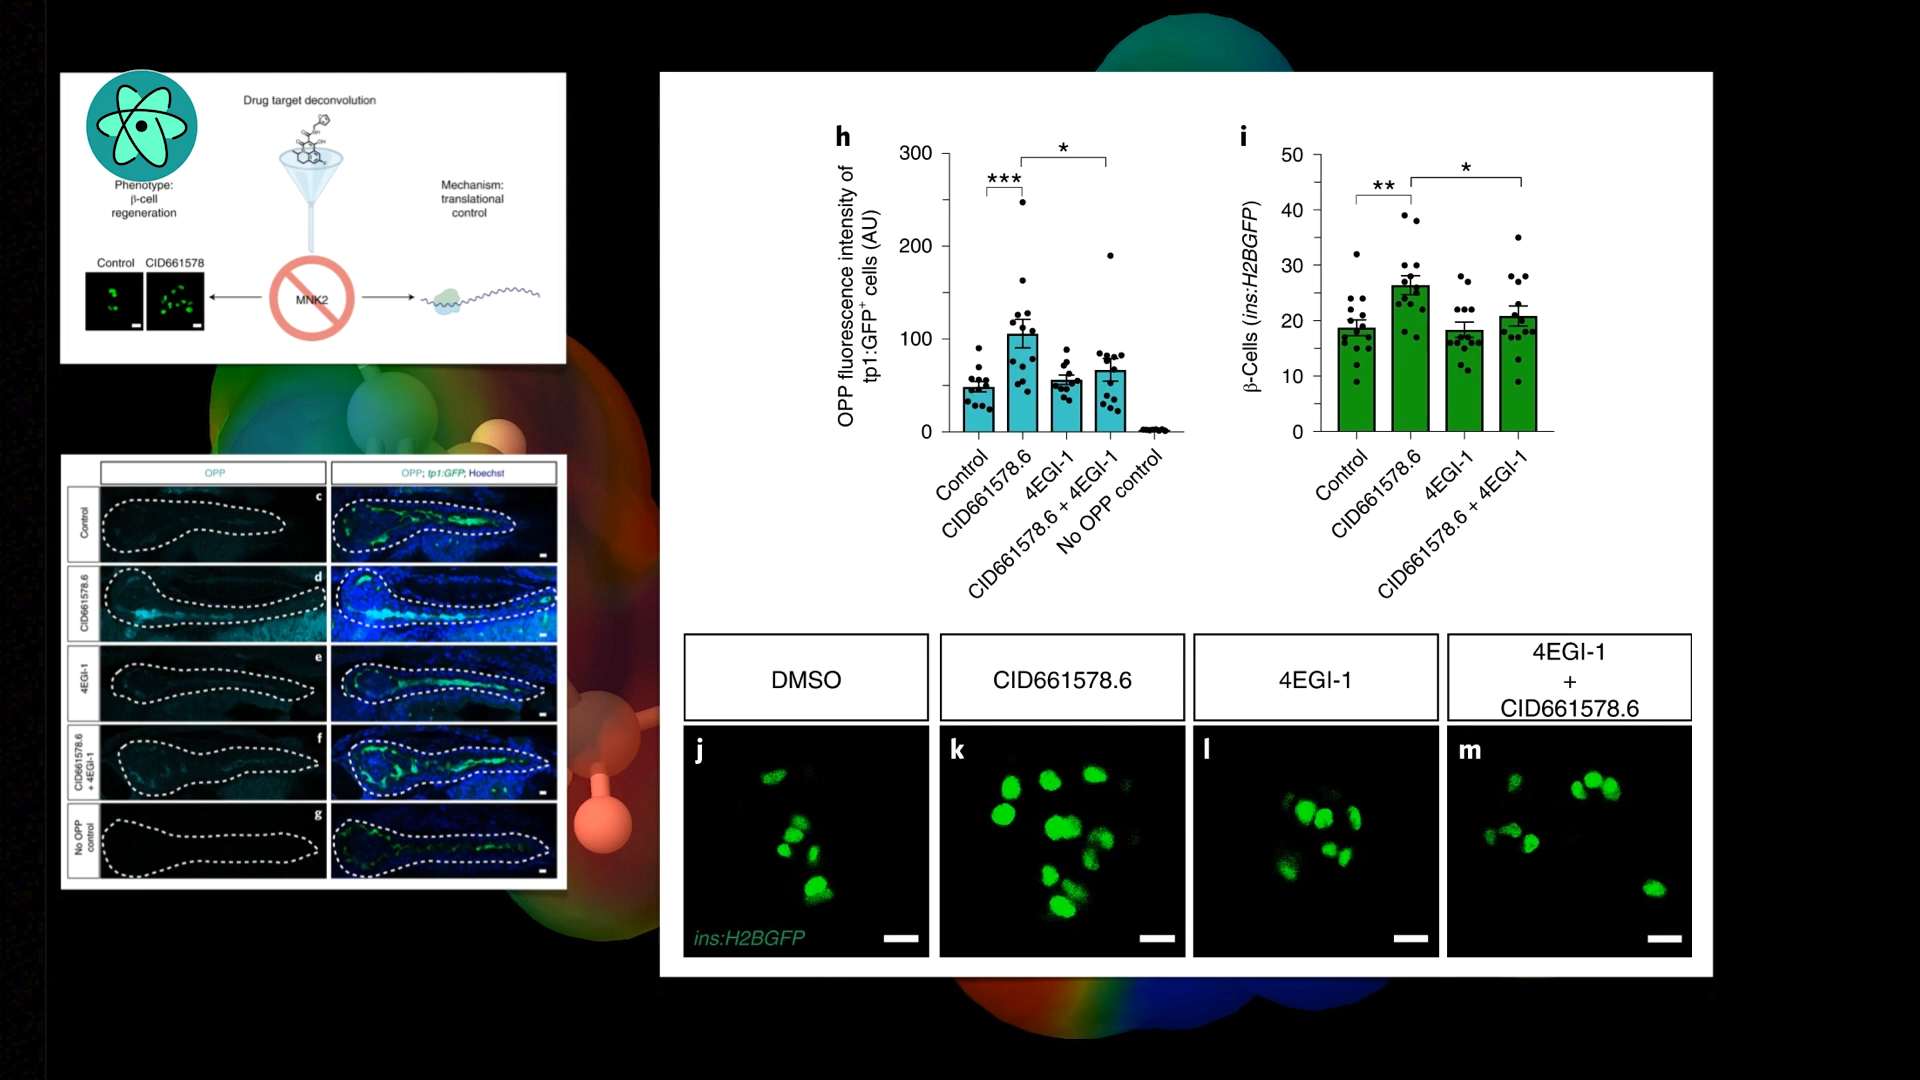 Drug target deconvolution
Phenotype:
β-cell
regeneration
Mechanism:
translational
control
Control
CID661578
MNK2
OPP
OPP; tp1:GFP; Hoechst
Control
c
CID661578.6
d
4EGI-1
e
CID661578.6
+ 4EGI-1
f
No OPP
control
g
h
OPP fluorescence intensity of
tp1:GFP⁺ cells (AU)
300
200
100
0
***
*
Control
CID661578.6
4EGI-1
CID661578.6 + 4EGI-1
No OPP control
i
β-Cells (ins:H2BGFP)
50
40
30
20
10
0
**
*
Control
CID661578.6
4EGI-1
CID661578.6 + 4EGI-1
DMSO
CID661578.6
4EGI-1
4EGI-1
+
CID661578.6
j
k
l
m
ins:H2BGFP